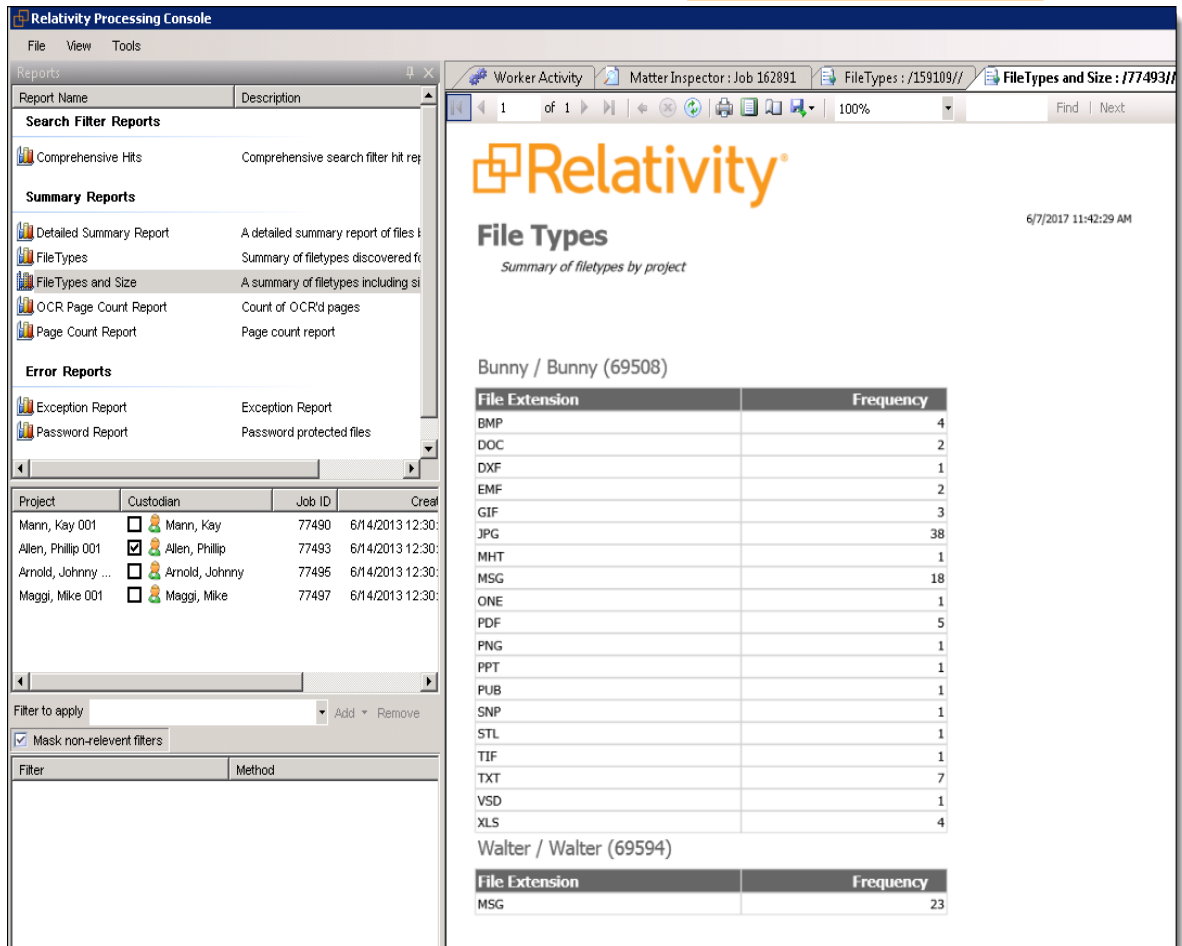 Relativity Processing Console
File View Tools
Reports
Report Name Description
Search Filter Reports
Comprehensive Hits Comprehensive search filter hit rep
Summary Reports
Detailed Summary Report A detailed summary report of files
FileTypes Summary of filetypes discovered fo
FileTypes and Size A summary of filetypes including si
OCR Page Count Report Count of OCR'd pages
Page Count Report Page count report
Error Reports
Exception Report Exception Report
Password Report Password protected files
Project Custodian Job ID Creat
Mann, Kay 001 Mann, Kay 77490 6/14/2013 12:30:
Allen, Phillip 001 Allen, Phillip 77493 6/14/2013 12:30:
Arnold, Johnny ... Arnold, Johnny 77495 6/14/2013 12:30:
Maggi, Mike 001 Maggi, Mike 77497 6/14/2013 12:30:
Filter to apply Add Remove
Mask non-relevent filters
Filter Method
Worker Activity Matter Inspector : Job 162891 FileTypes : /159109// FileTypes and Size : /77493//
1 of 1 100% Find | Next
Relativity®
6/7/2017 11:42:29 AM
File Types
Summary of filetypes by project
Bunny / Bunny (69508)
File Extension Frequency
BMP 4
DOC 2
DXF 1
EMF 2
GIF 3
JPG 38
MHT 1
MSG 18
ONE 1
PDF 5
PNG 1
PPT 1
PUB 1
SNP 1
STL 1
TIF 1
TXT 7
VSD 1
XLS 4
Walter / Walter (69594)
File Extension Frequency
MSG 23